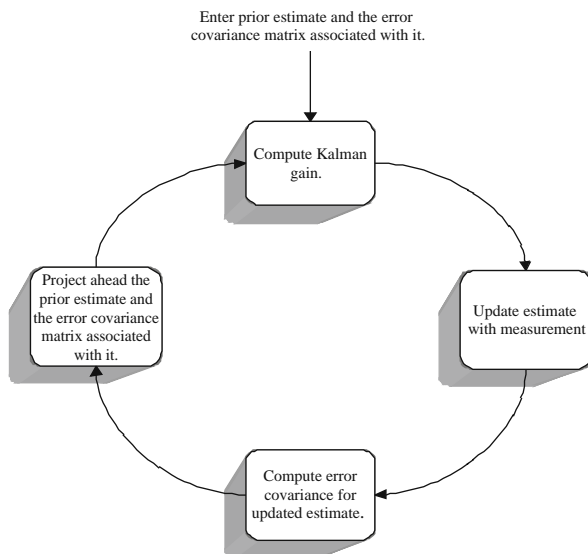 Enter prior estimate and the error
covariance matrix associated with it.
Compute Kalman
gain.
Update estimate
with measurement
Compute error
covariance for
updated estimate.
Project ahead the
prior estimate and
the error covariance
matrix associated
with it.